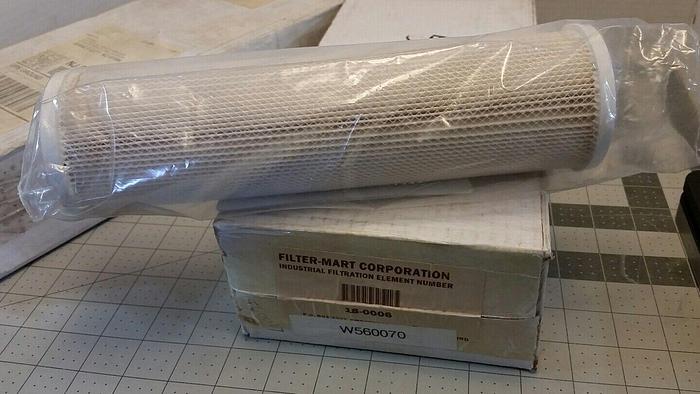 FILTER-MART CORPORATION
INDUSTRIAL FILTRATION ELEMENT NUMBER
18-0006
W560070